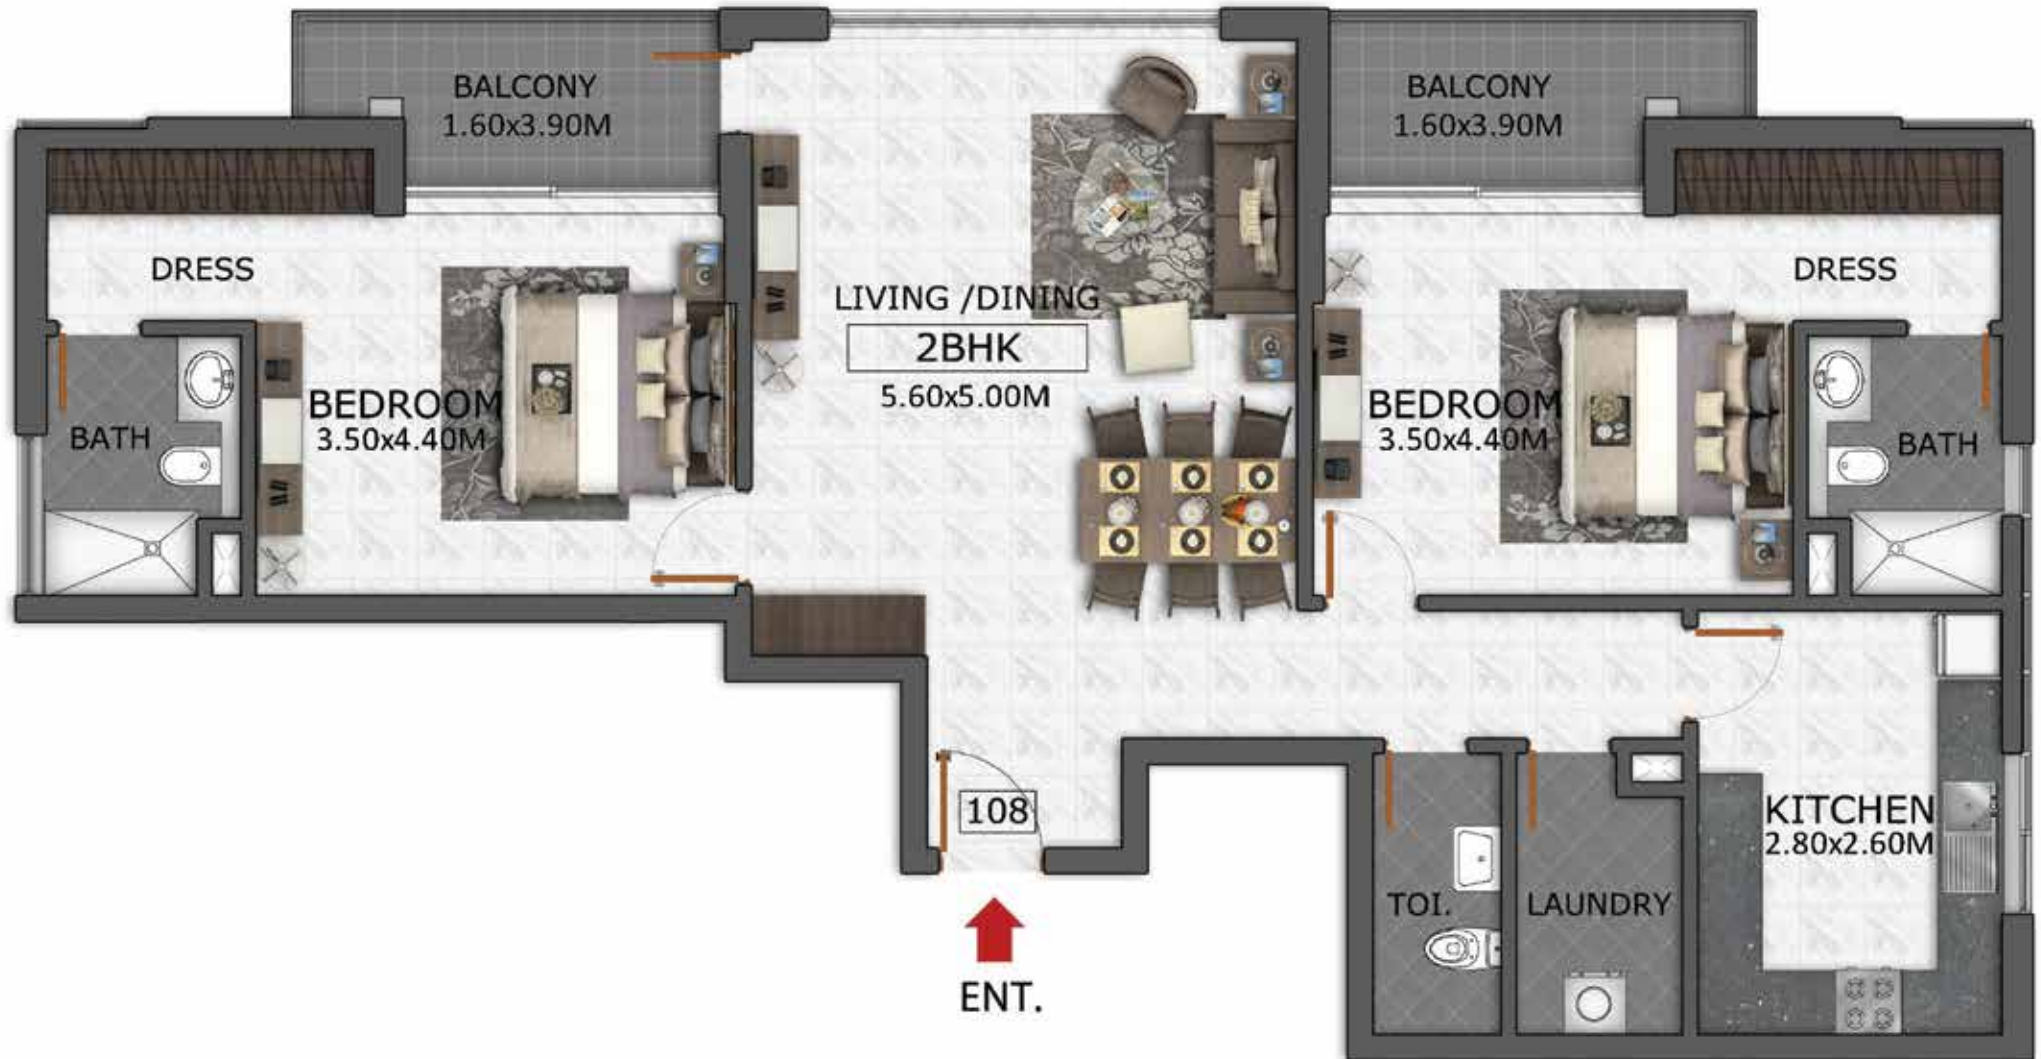 BALCONY
1.60x3.90M
BALCONY
1.60x3.90M
DRESS
DRESS
LIVING /DINING
2BHK
5.60x5.00M
BEDROOM
3.50x4.40M
BEDROOM
3.50x4.40M
BATH
BATH
108
KITCHEN
2.80x2.60M
TOI.
LAUNDRY
ENT.